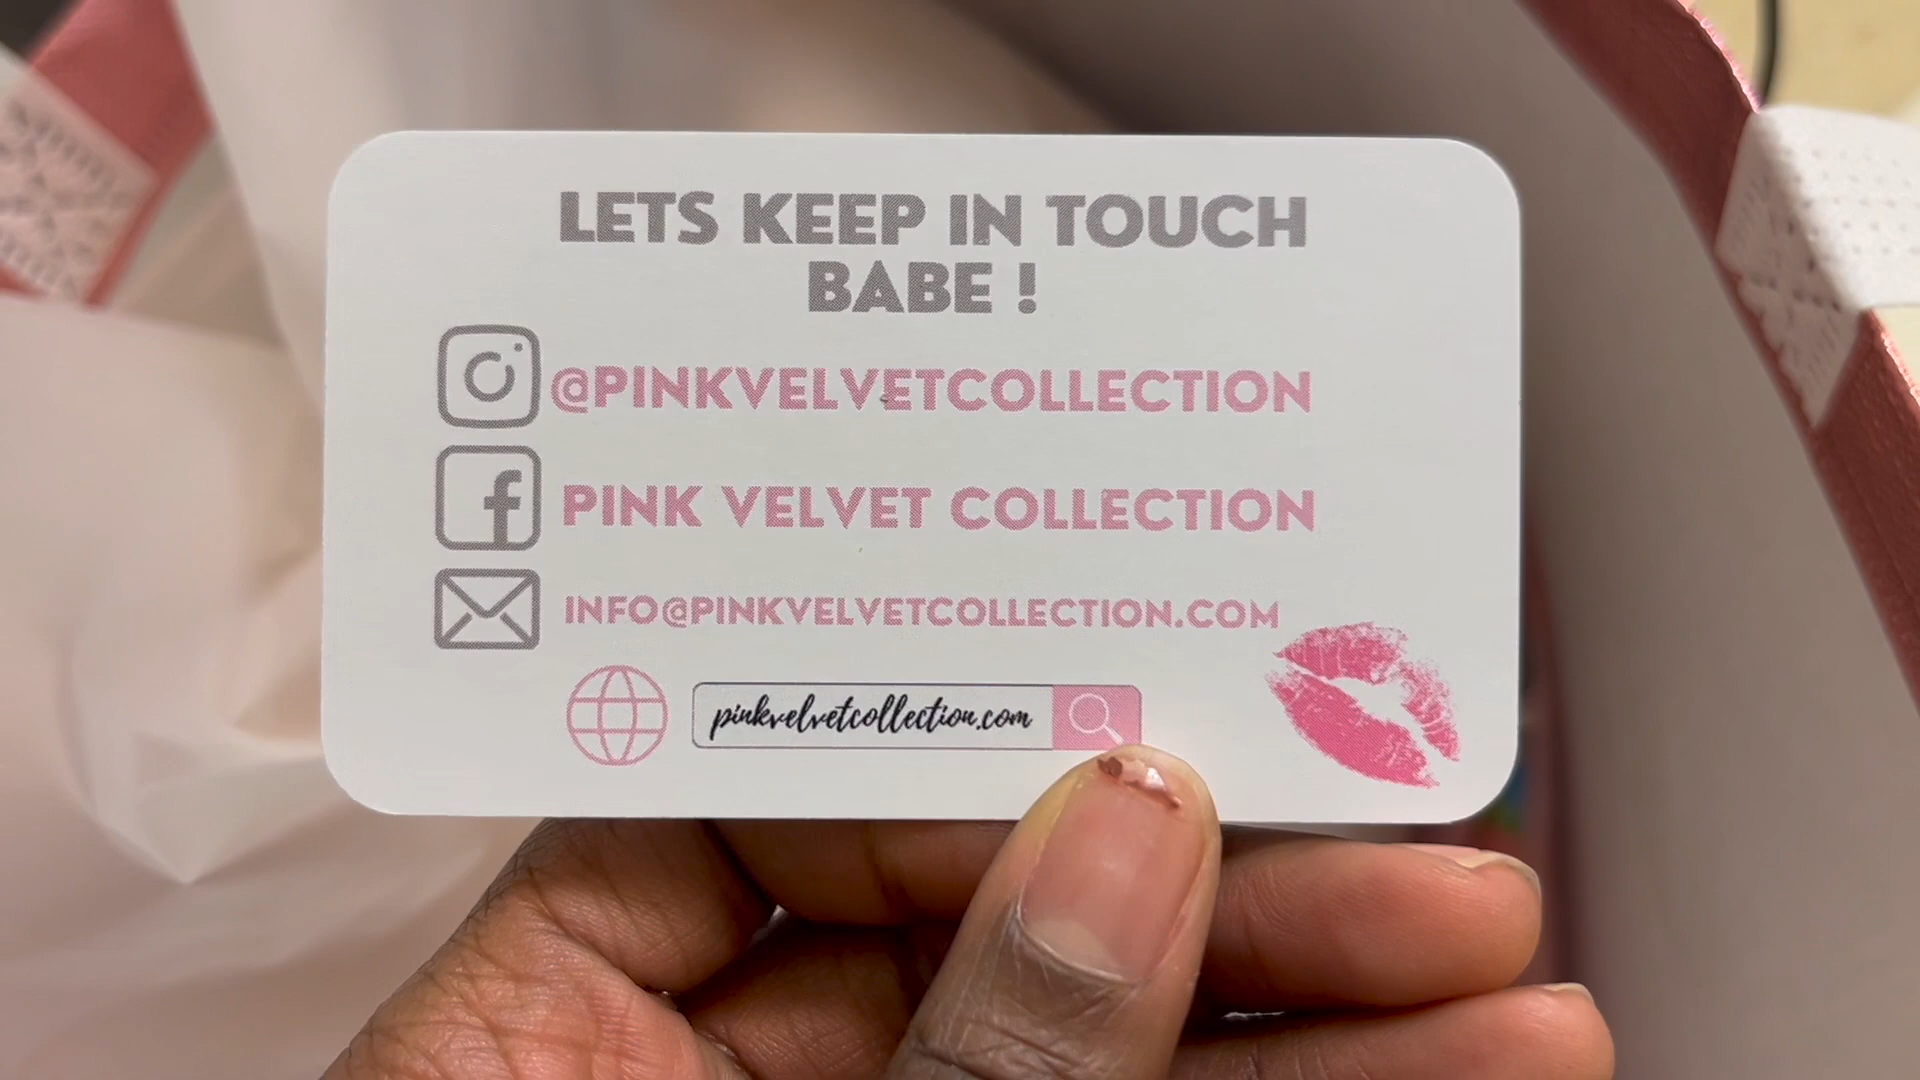 LETS KEEP IN TOUCH
BABE !
@PINKVELVETCOLLECTION
PINK VELVET COLLECTION
INFO@PINKVELVETCOLLECTION.COM
pinkvelvetcollection.com